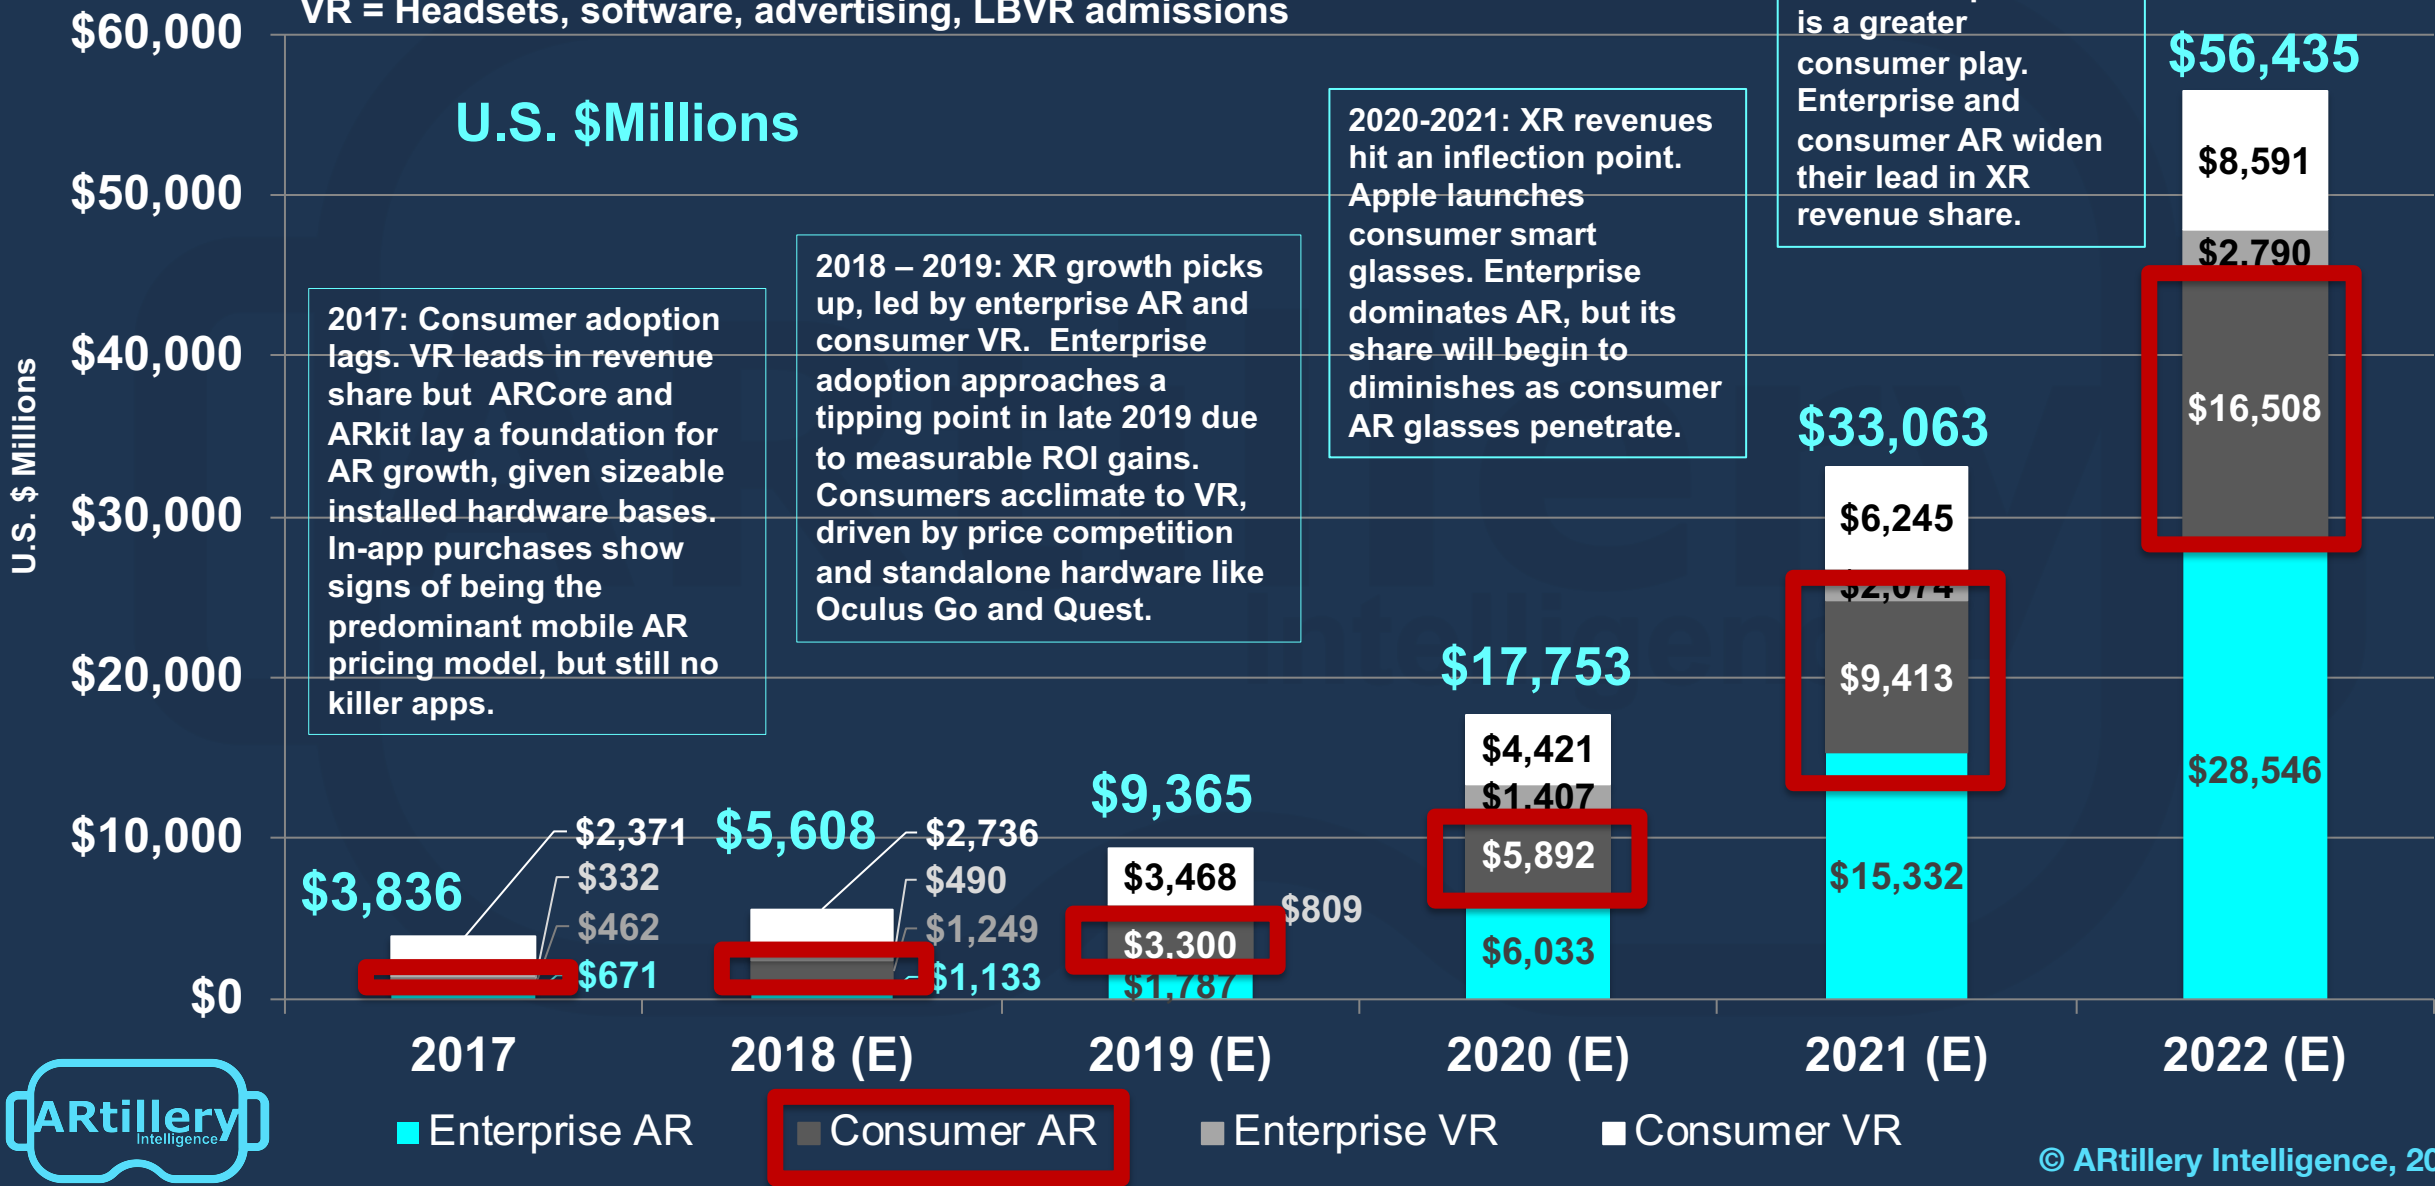 VR = Headsets, software, advertising, LBVR admissions
$60,000
$50,000
$40,000
$30,000
$20,000
$10,000
$0
U.S. $ Millions
U.S. $Millions
2017: Consumer adoption
lags. VR leads in revenue
share but  ARCore and
ARkit lay a foundation for
AR growth, given sizeable
installed hardware bases.
In-app purchases show
signs of being the
predominant mobile AR
pricing model, but still no
killer apps.
2018 – 2019: XR growth picks
up, led by enterprise AR and
consumer VR.  Enterprise
adoption approaches a
tipping point in late 2019 due
to measurable ROI gains.
Consumers acclimate to VR,
driven by price competition
and standalone hardware like
Oculus Go and Quest.
2020-2021: XR revenues
hit an inflection point.
Apple launches
consumer smart
glasses. Enterprise
dominates AR, but its
share will begin to
diminishes as consumer
AR glasses penetrate.
is a greater
consumer play.
Enterprise and
consumer AR widen
their lead in XR
revenue share.
$3,836
$2,371
$332
$462
$671
$5,608
$2,736
$490
$1,249
$1,133
$9,365
$3,468
$809
$3,300
$1,787
$17,753
$4,421
$1,407
$5,892
$6,033
$33,063
$6,245
$2,074
$9,413
$15,332
$56,435
$8,591
$2,790
$16,508
$28,546
2017
2018 (E)
2019 (E)
2020 (E)
2021 (E)
2022 (E)
Enterprise AR
Consumer AR
Enterprise VR
Consumer VR
ARtillery
Intelligence
© ARtillery Intelligence, 20